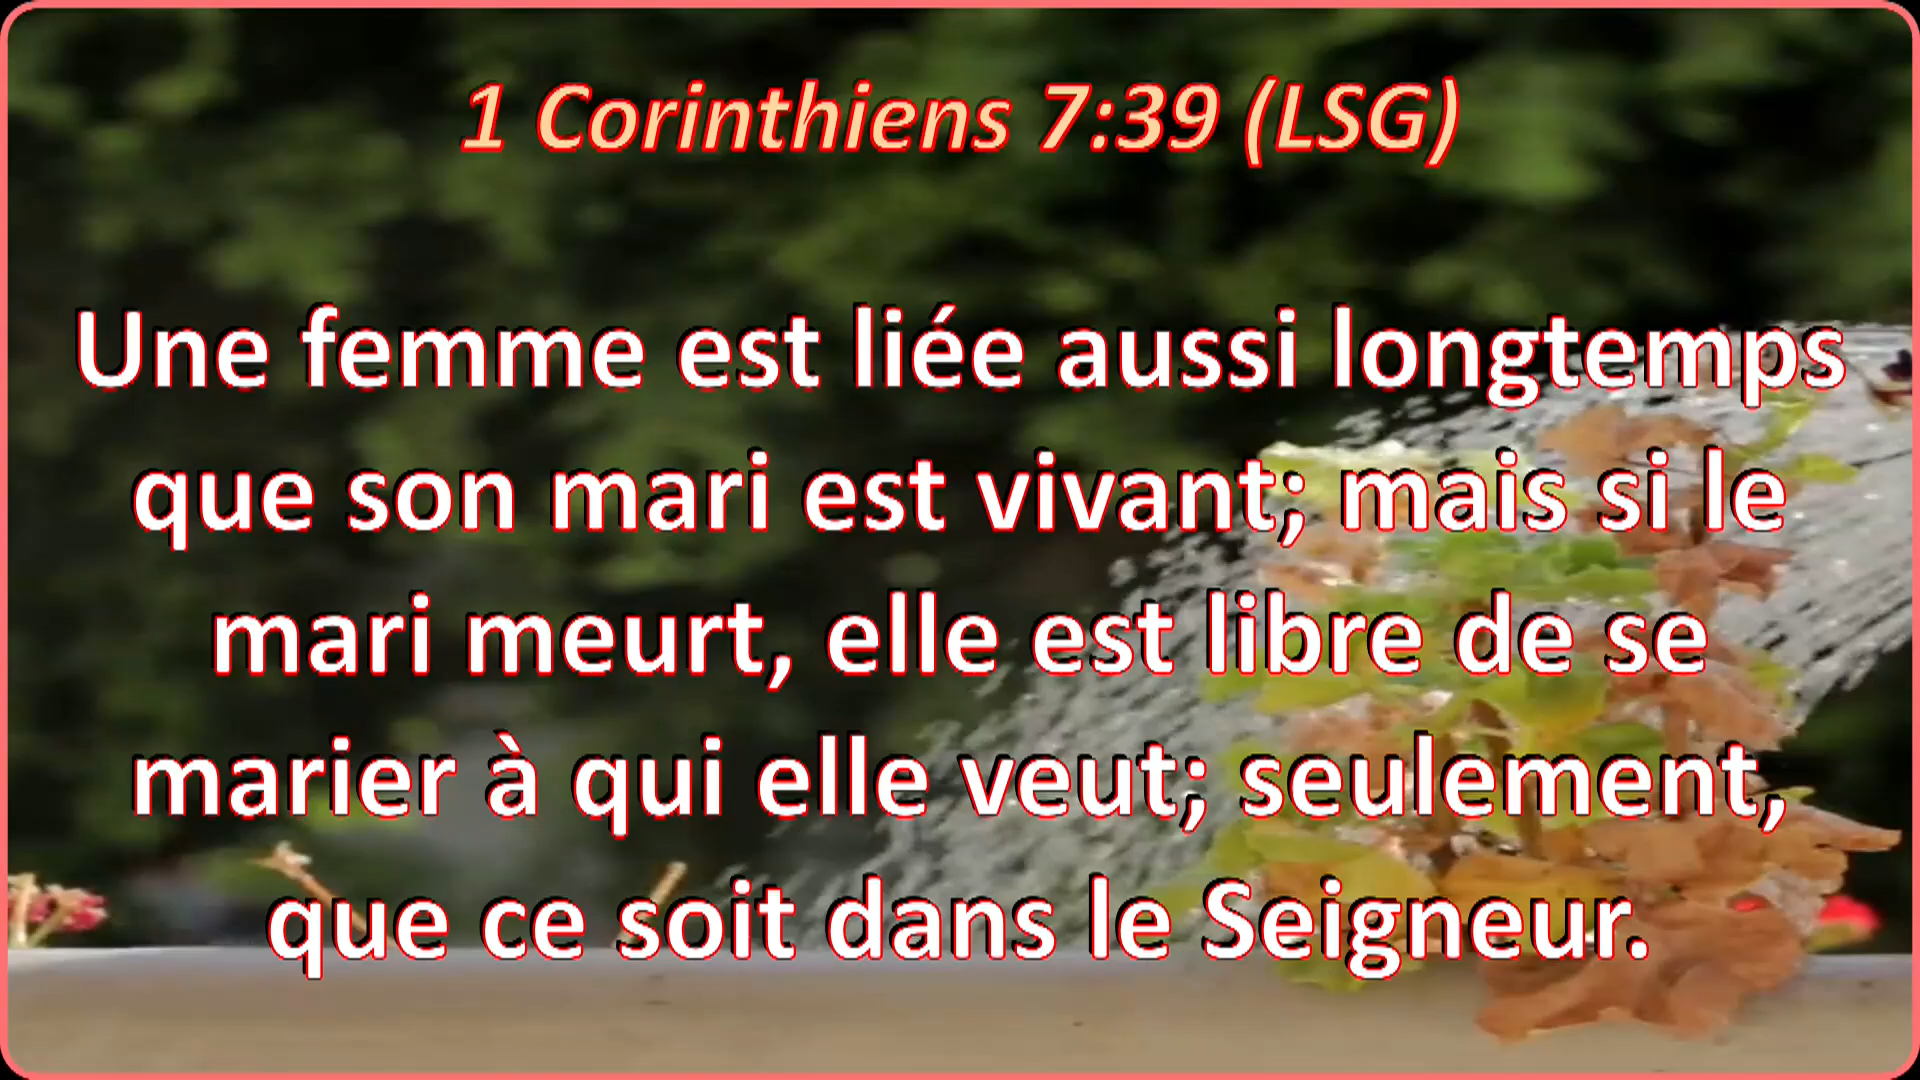 1 Corinthiens 7:39 (LSG)
Une femme est liée aussi longtemps
que son mari est vivant; mais si le
mari meurt, elle est libre de se
marier à qui elle veut; seulement,
que ce soit dans le Seigneur.